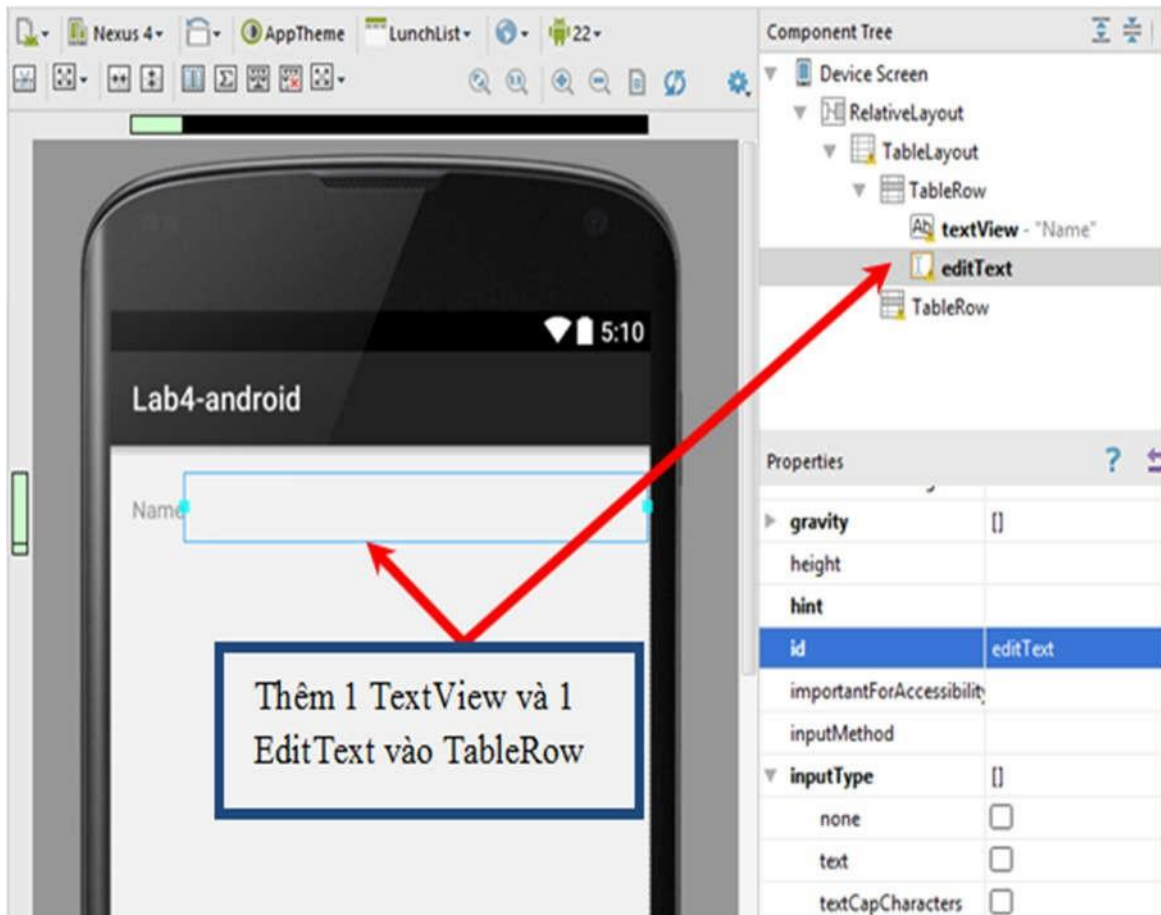 Nexus 4 AppTheme LunchList 22
Component Tree
Device Screen
RelativeLayout
TableLayout
TableRow
textView - "Name"
editText
TableRow
5:10
Lab4-android
Name
Thêm 1 TextView và 1
EditText vào TableRow
Properties
gravity []
height
hint
id editText
importantForAccessibility
inputMethod
inputType []
none
text
textCapCharacters